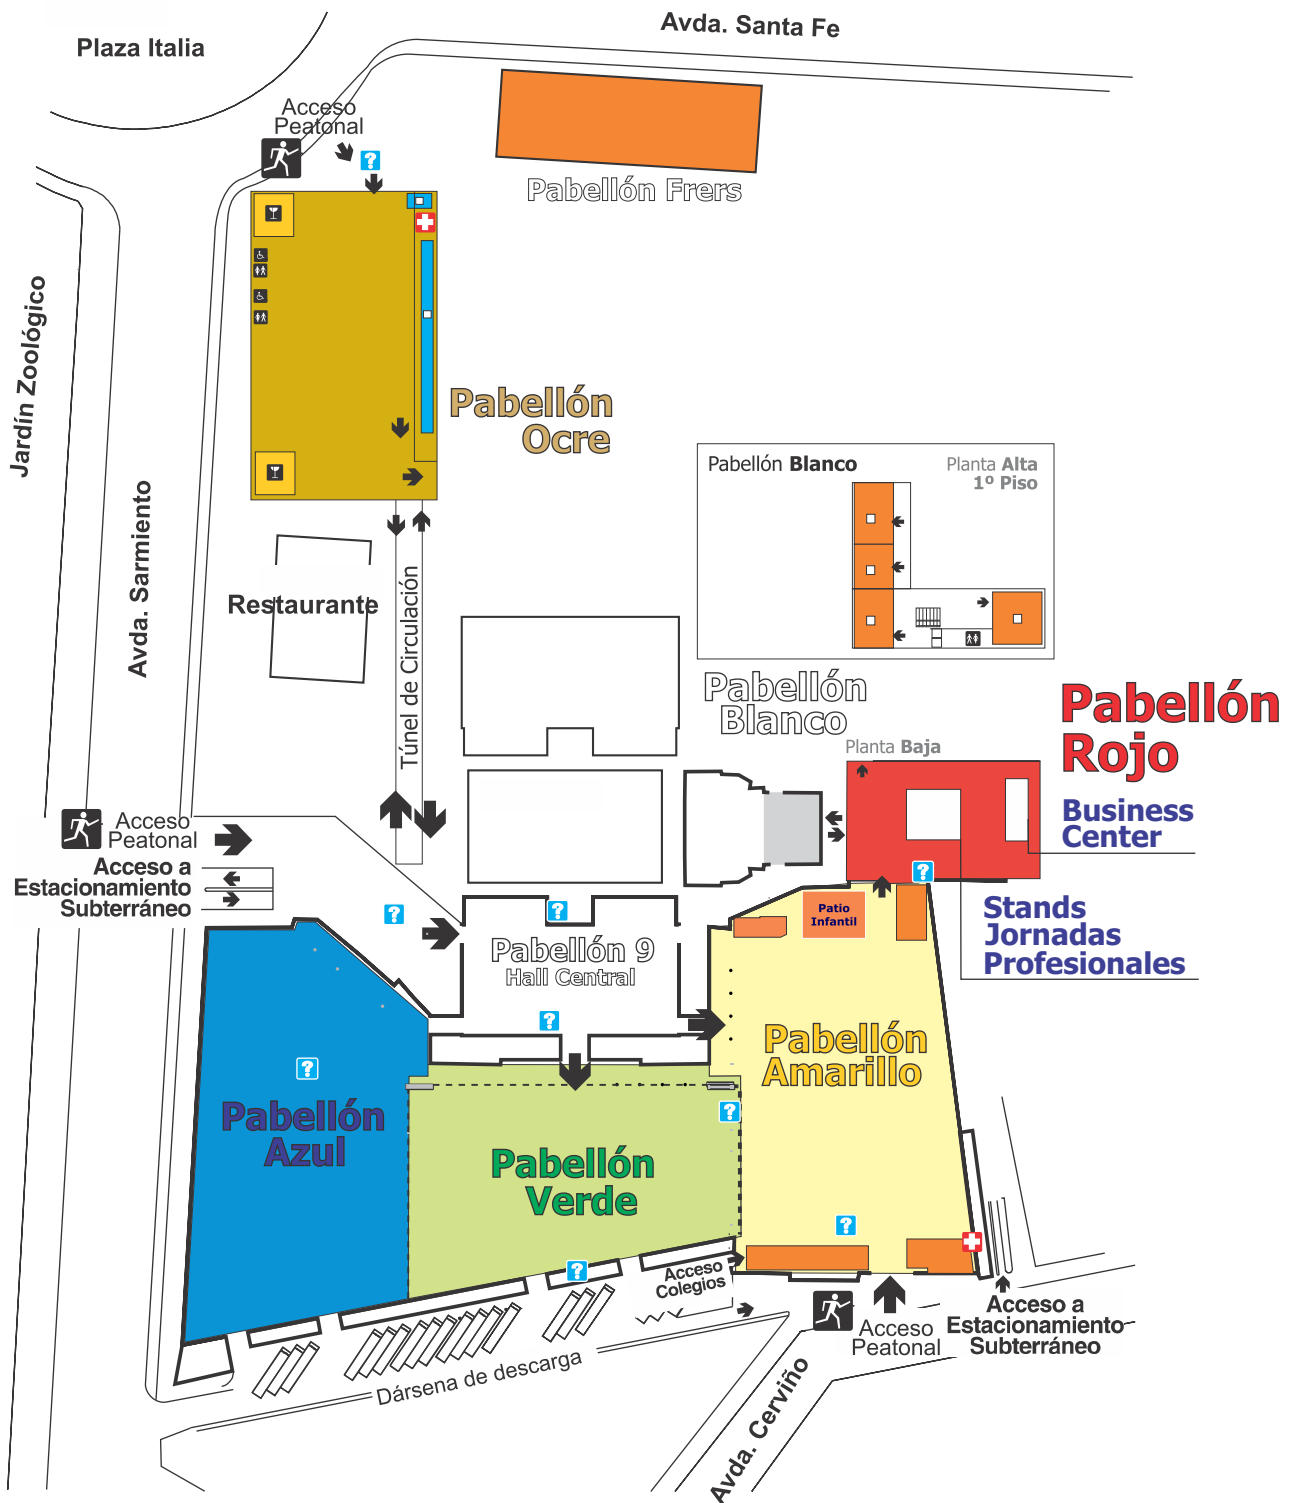 Plaza Italia
Avda. Santa Fe
Acceso
Peatonal
?
Pabellón Frers
Jardín Zoológico
Avda. Sarmiento
Pabellón
Ocre
Pabellón Blanco
Planta Alta
1º Piso
Restaurante
Túnel de Circulación
Pabellón
Blanco
Pabellón
Rojo
Planta Baja
Business
Center
Acceso
Peatonal
Acceso a
Estacionamiento
Subterráneo
?
?
?
Patio
Infantil
Stands
Jornadas
Profesionales
Pabellón 9
Hall Central
?
Pabellón
Amarillo
?
Pabellón
Azul
?
Pabellón
Verde
?
?
Acceso
Colegios
Acceso
Peatonal
Acceso a
Estacionamiento
Subterráneo
Dársena de descarga
Avda. Cerviño